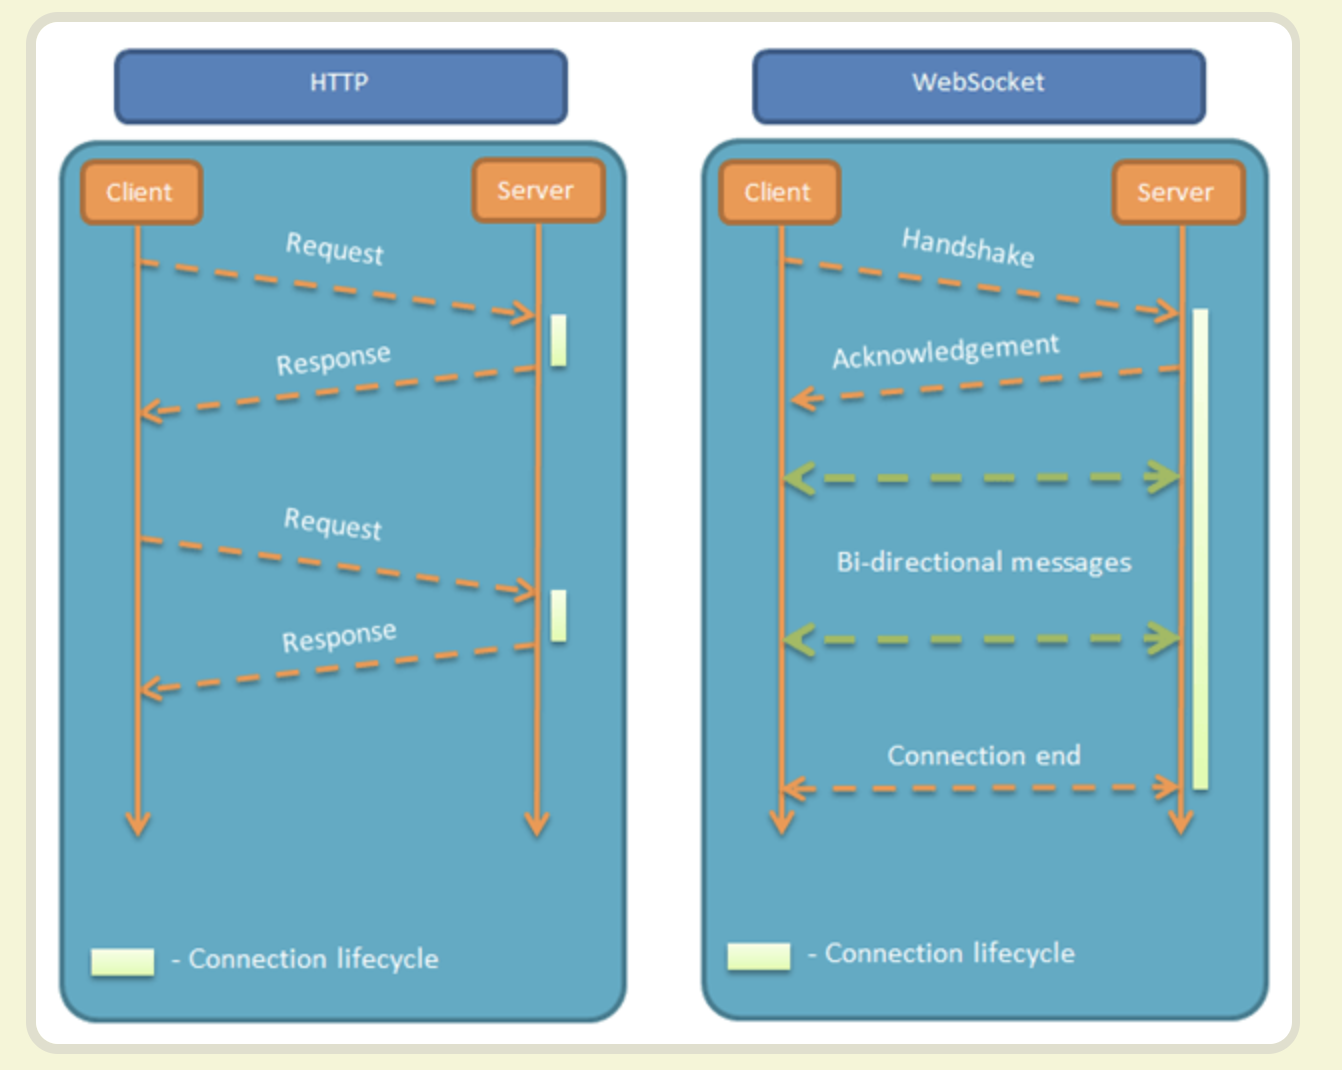 HTTP
Client
Server
Request
Response
Request
Response
- Connection lifecycle
WebSocket
Client
Server
Handshake
Acknowledgement
Bi-directional messages
Connection end
- Connection lifecycle